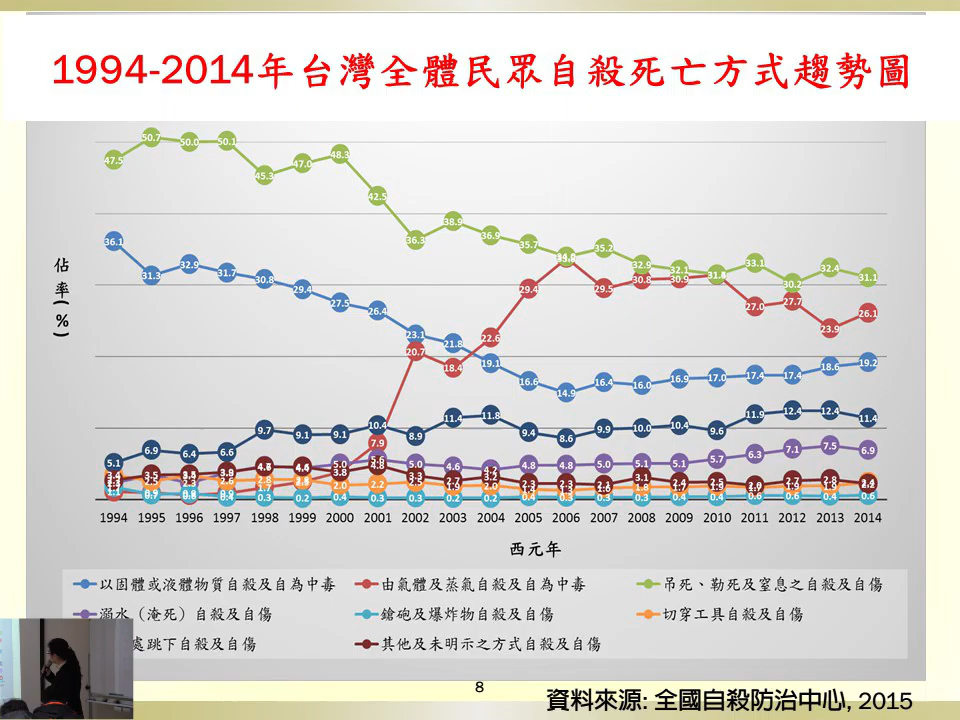 1994-2014年台灣全體民眾自殺死亡方式趨勢圖
佔率(%)
47.5 50.7 50.0 50.1 45.3 47.0 48.3 42.5 36.3 38.9 36.9 35.7 35.2 32.9 32.1 31.6 33.1 30.2 32.4 31.1
36.1 31.3 32.9 31.7 30.8 29.4 27.5 26.4 23.1 21.8 19.1 16.6 14.9 16.4 16.0 16.9 17.0 17.4 17.4 18.6 19.2
7.9 20.7 18.4 22.6 29.4 29.5 30.8 30.9 27.0 27.7 23.9 26.1
5.1 6.9 6.4 6.6 9.7 9.1 9.1 10.4 8.9 11.4 11.8 9.4 8.6 9.9 10.0 10.4 9.6 11.9 12.4 12.4 11.4
5.0 5.6 5.0 4.6 4.8 4.8 5.0 5.1 5.1 5.7 6.3 7.1 7.5 6.9
1994 1995 1996 1997 1998 1999 2000 2001 2002 2003 2004 2005 2006 2007 2008 2009 2010 2011 2012 2013 2014
西元年
以固體或液體物質自殺及自為中毒 由氣體及蒸氣自殺及自為中毒 吊死、勒死及窒息之自殺及自傷
溺水（淹死）自殺及自傷 鎗砲及爆炸物自殺及自傷 切穿工具自殺及自傷
處跳下自殺及自傷 其他及未明示之方式自殺及自傷
8
資料來源: 全國自殺防治中心, 2015